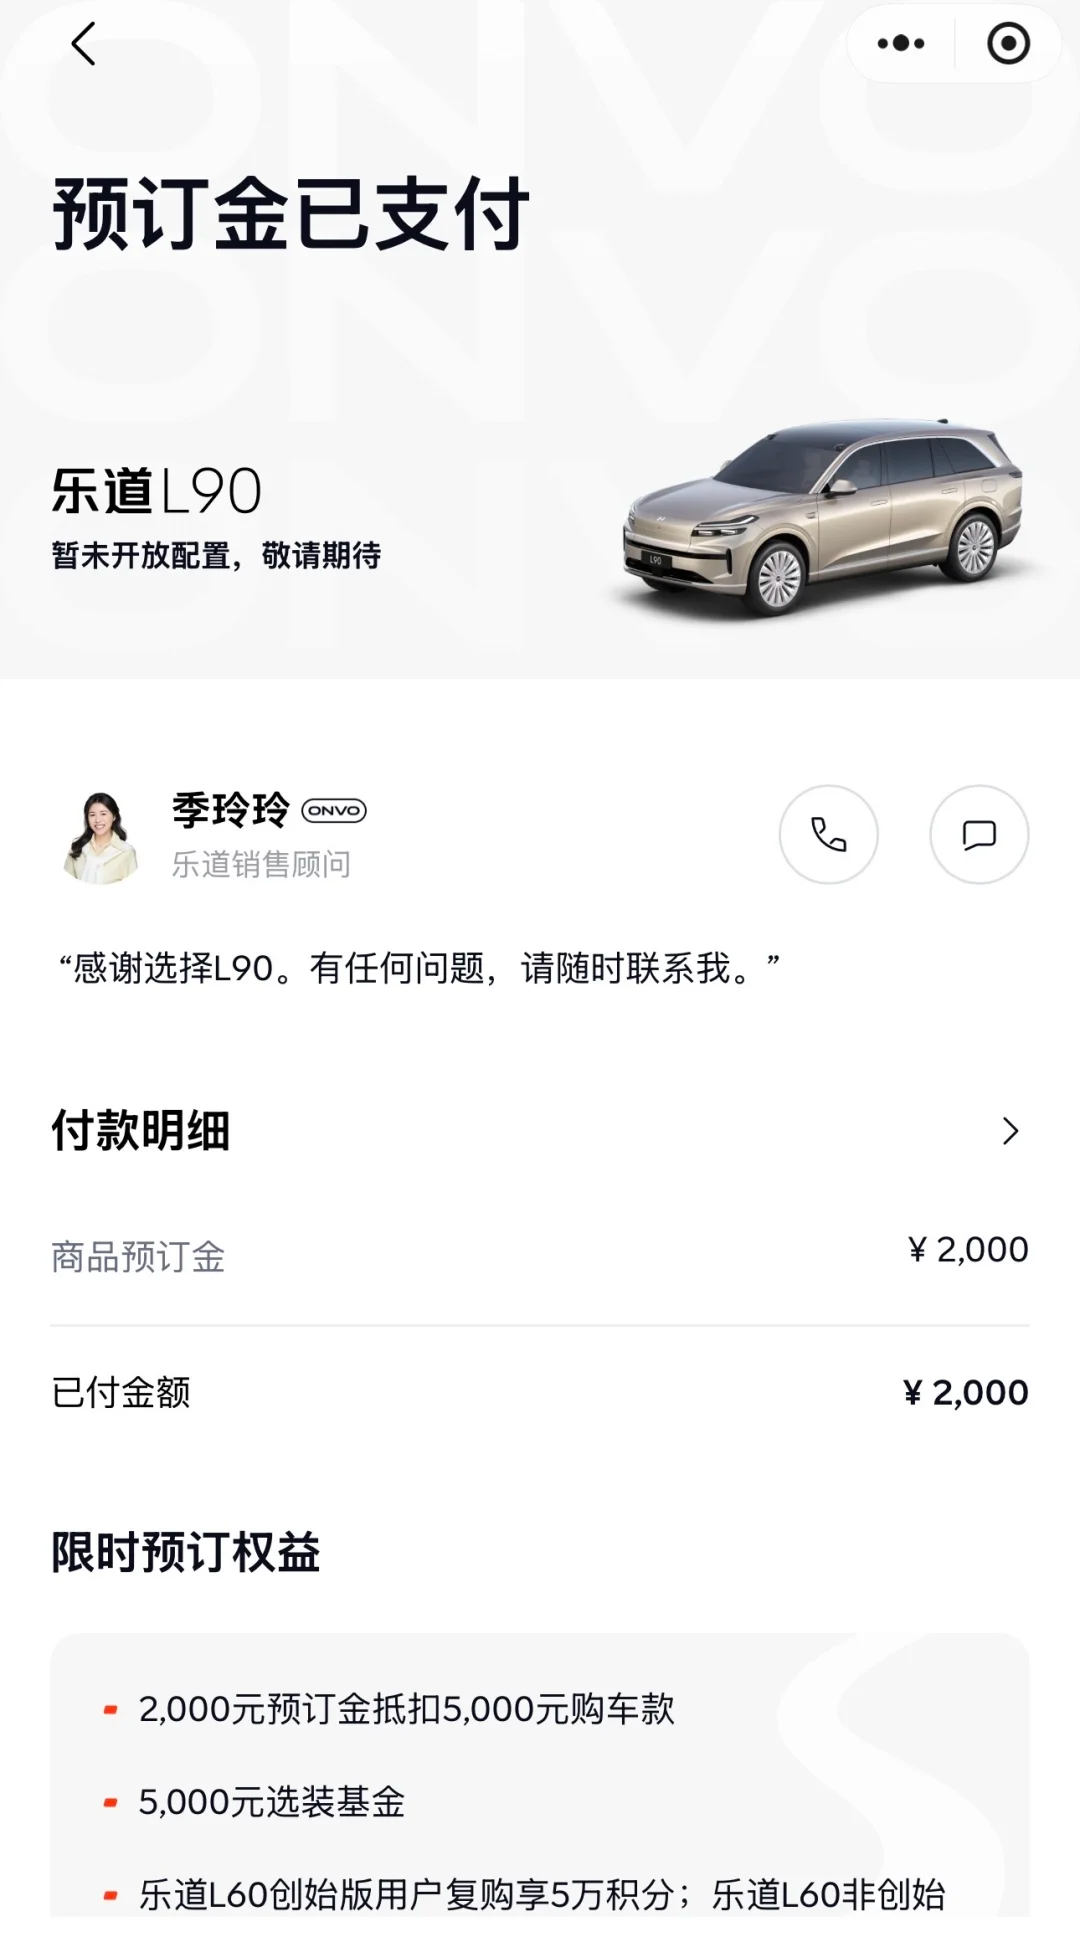 预订金已支付
乐道L90
暂未开放配置，敬请期待
L90
季玲玲 ONVO
乐道销售顾问
“感谢选择L90。有任何问题，请随时联系我。”
付款明细
商品预订金 ¥ 2,000
已付金额 ¥ 2,000
限时预订权益
2,000元预订金抵扣5,000元购车款
5,000元选装基金
乐道L60创始版用户复购享5万积分；乐道L60非创始